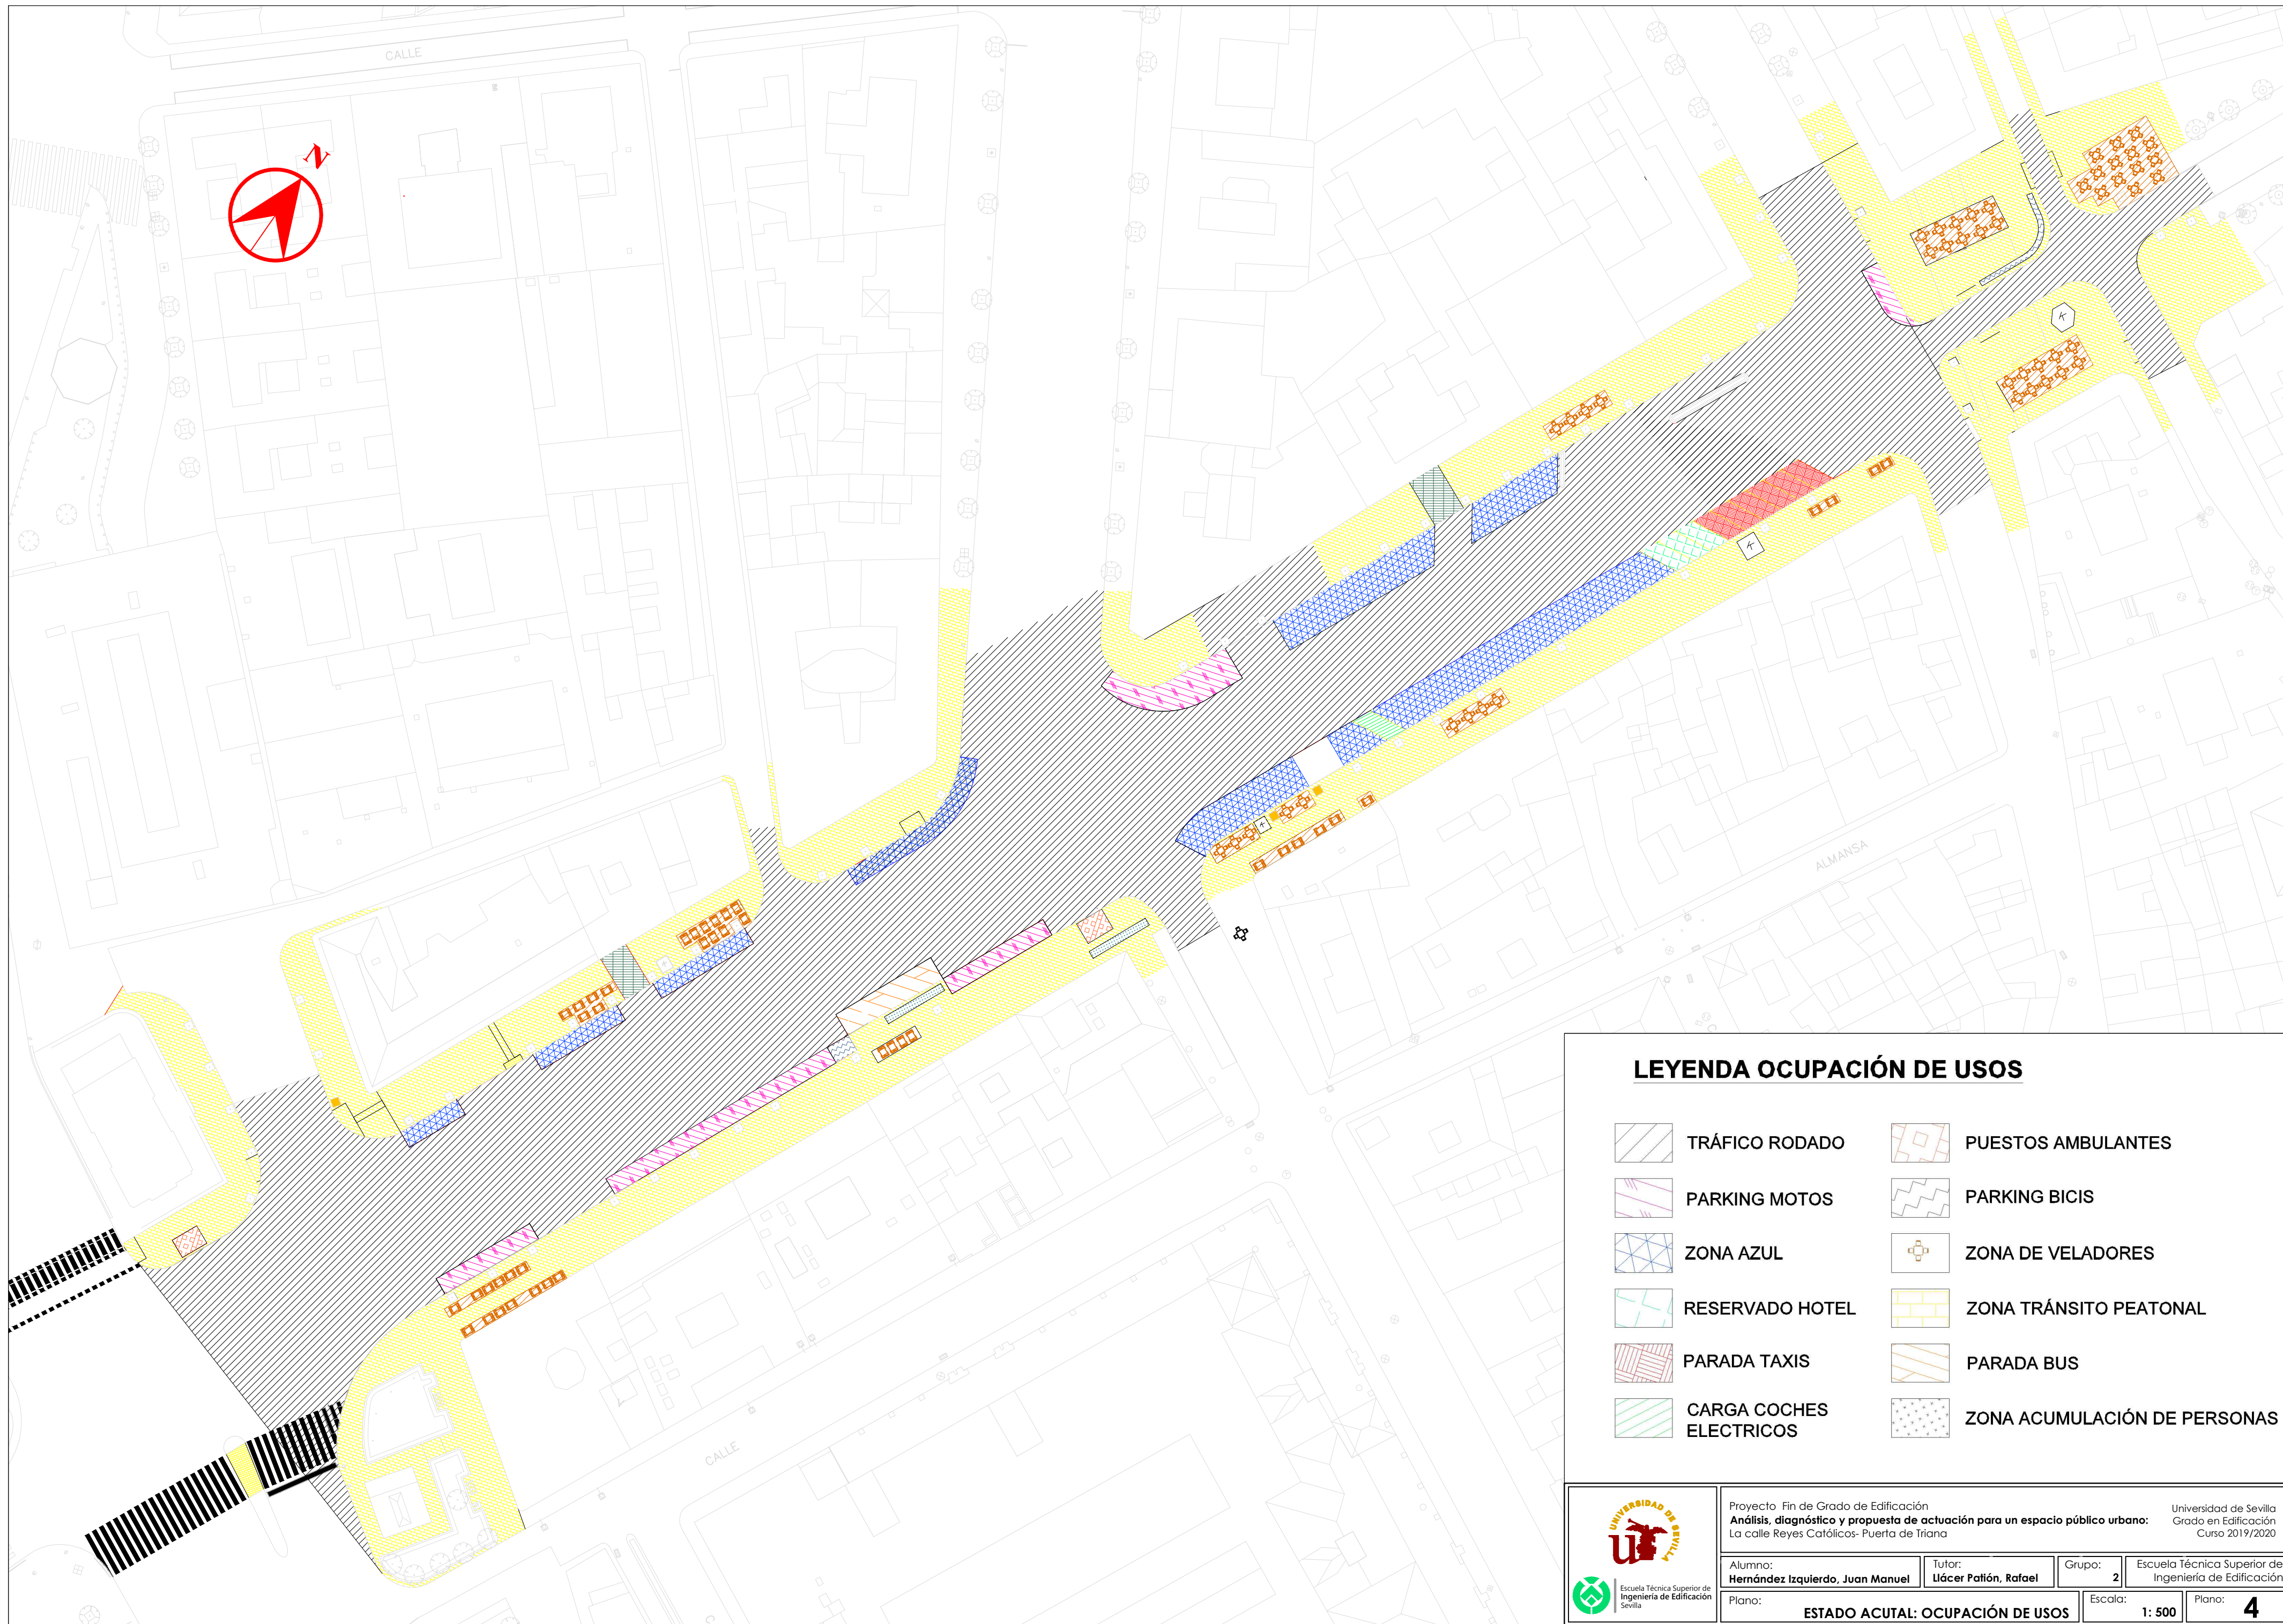 CALLE
N
K
K
K
ALMANSA
CALLE
LEYENDA OCUPACIÓN DE USOS
TRÁFICO RODADO
PUESTOS AMBULANTES
PARKING MOTOS
PARKING BICIS
ZONA AZUL
ZONA DE VELADORES
RESERVADO HOTEL
ZONA TRÁNSITO PEATONAL
PARADA TAXIS
PARADA BUS
CARGA COCHES
ELECTRICOS
ZONA ACUMULACIÓN DE PERSONAS
UNIVERSIDAD DE SEVILLA
Escuela Técnica Superior de
Ingeniería de Edificación
Sevilla
Proyecto Fin de Grado de Edificación
Análisis, diagnóstico y propuesta de actuación para un espacio público urbano:
La calle Reyes Católicos- Puerta de Triana
Universidad de Sevilla
Grado en Edificación
Curso 2019/2020
Alumno:
Hernández Izquierdo, Juan Manuel
Tutor:
Llácer Patión, Rafael
Grupo:
2
Escuela Técnica Superior de
Ingeniería de Edificación
Plano:
ESTADO ACUTAL: OCUPACIÓN DE USOS
Escala:
1: 500
Plano:
4